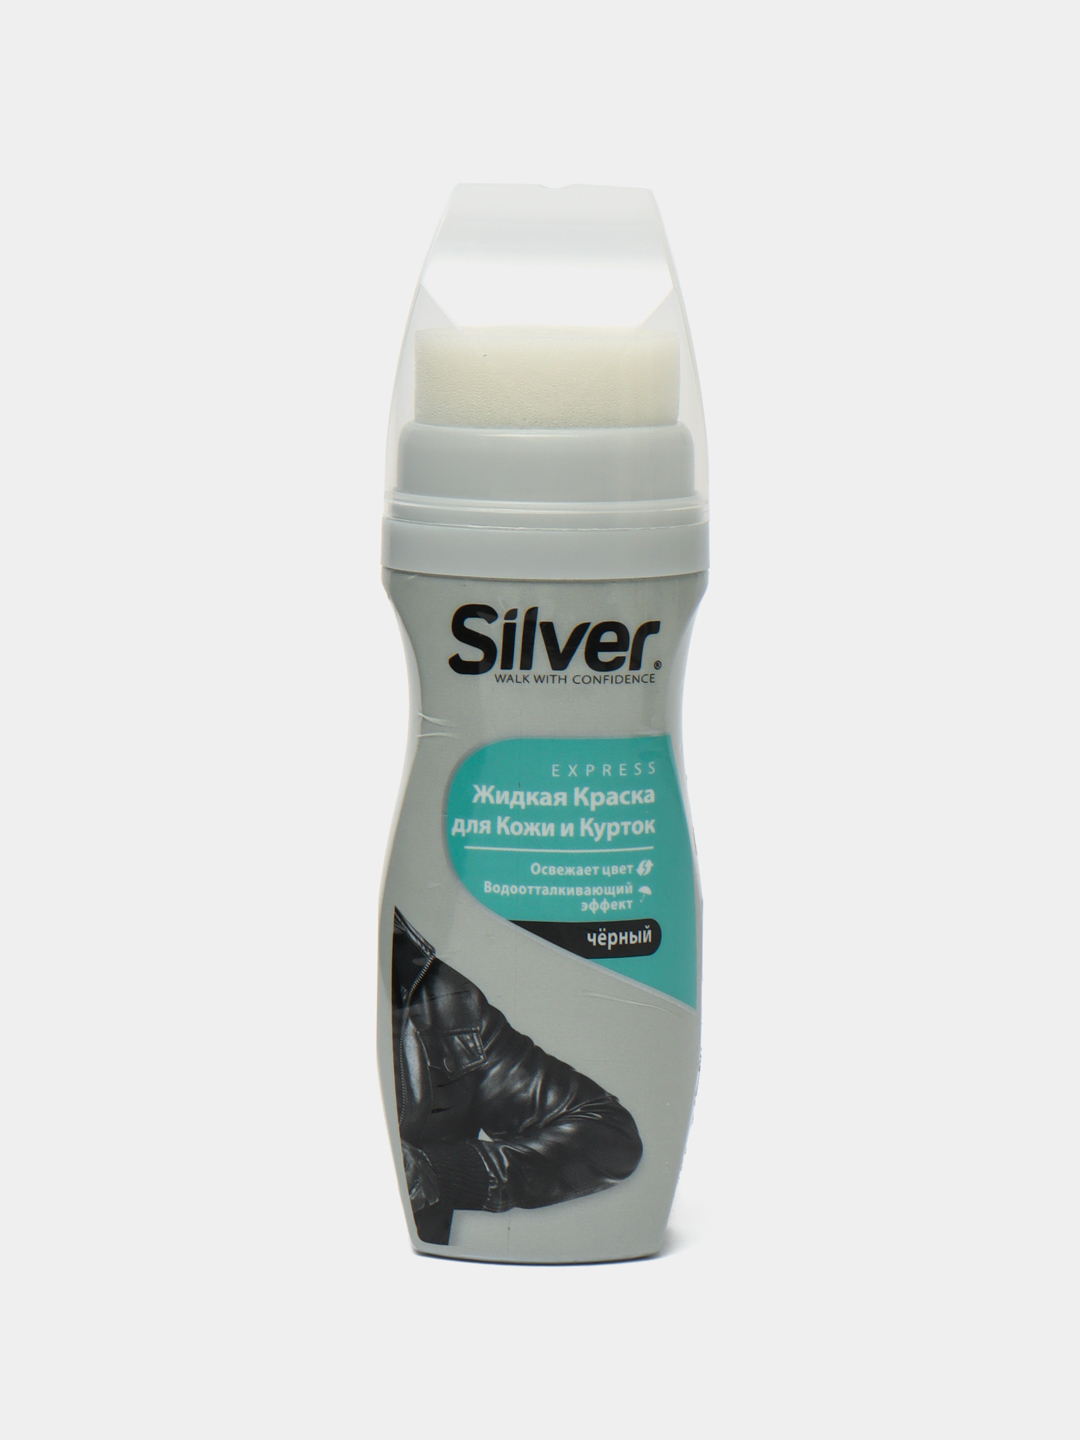 Silver®
WALK WITH CONFIDENCE
EXPRESS
Жидкая Краска
для Кожи и Курток
Освежает цвет
Водоотталкивающий
эффект
чёрный